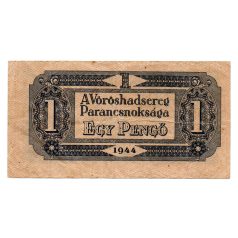 1
A Vöröshadsereg
Parancsnoksága
1 EGY PENGŐ 1
1944